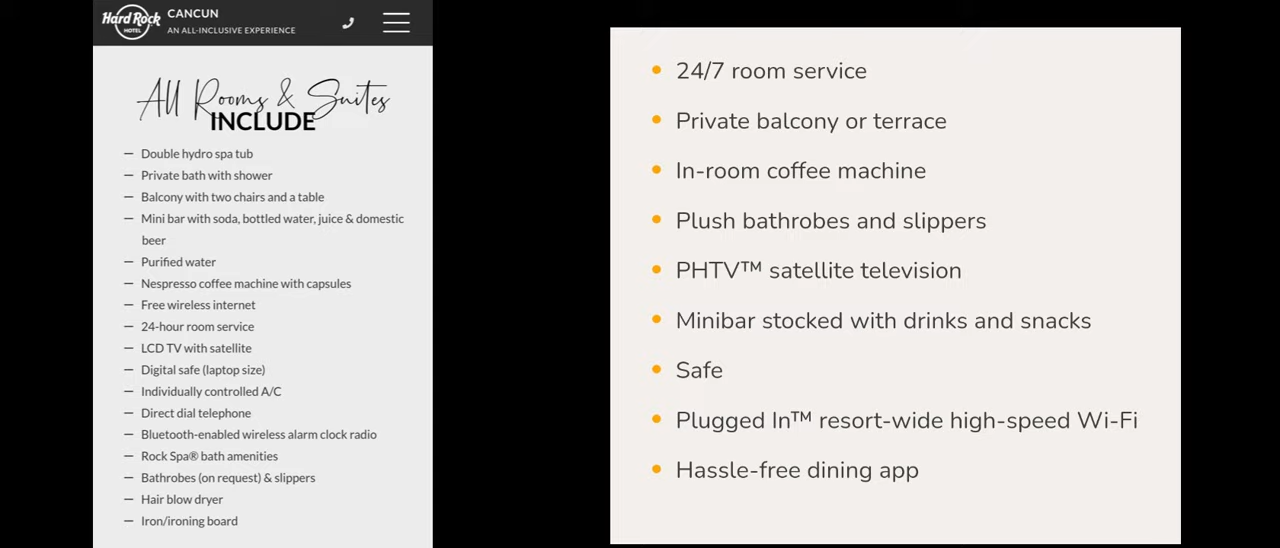 Hard Rock
HOTEL
CANCUN
AN ALL-INCLUSIVE EXPERIENCE
All Rooms & Suites
INCLUDE
— Double hydro spa tub
— Private bath with shower
— Balcony with two chairs and a table
— Mini bar with soda, bottled water, juice & domestic
beer
— Purified water
— Nespresso coffee machine with capsules
— Free wireless internet
— 24-hour room service
— LCD TV with satellite
— Digital safe (laptop size)
— Individually controlled A/C
— Direct dial telephone
— Bluetooth-enabled wireless alarm clock radio
— Rock Spa® bath amenities
— Bathrobes (on request) & slippers
— Hair blow dryer
— Iron/ironing board
• 24/7 room service
• Private balcony or terrace
• In-room coffee machine
• Plush bathrobes and slippers
• PHTV™ satellite television
• Minibar stocked with drinks and snacks
• Safe
• Plugged In™ resort-wide high-speed Wi-Fi
• Hassle-free dining app